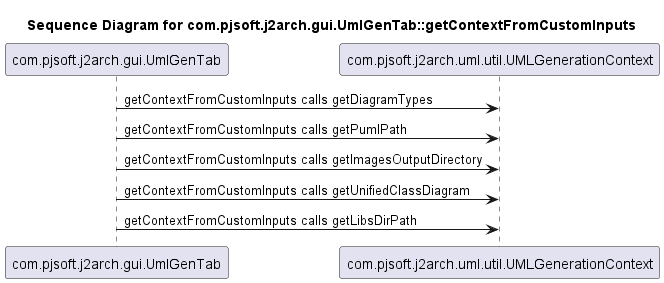 Sequence Diagram for com.pjsoft.j2arch.gui.UmlGenTab::getContextFromCustomInputs
com.pjsoft.j2arch.gui.UmlGenTab
com.pjsoft.j2arch.uml.util.UMLGenerationContext
getContextFromCustomInputs calls getDiagramTypes
getContextFromCustomInputs calls getPumlPath
getContextFromCustomInputs calls getImagesOutputDirectory
getContextFromCustomInputs calls getUnifiedClassDiagram
getContextFromCustomInputs calls getLibsDirPath
com.pjsoft.j2arch.gui.UmlGenTab
com.pjsoft.j2arch.uml.util.UMLGenerationContext